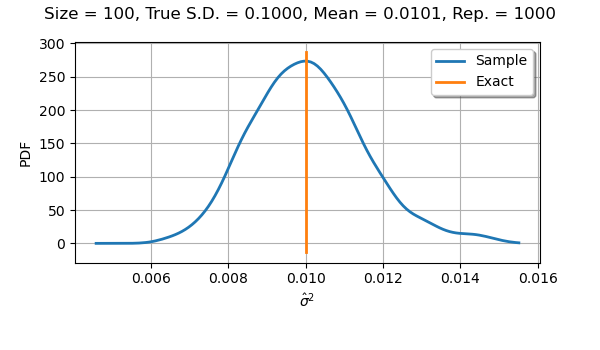 Size = 100, True S.D. = 0.1000, Mean = 0.0101, Rep. = 1000
300
250
200
150
100
50
0
PDF
Sample
Exact
0.006 0.008 0.010 0.012 0.014 0.016
σ̂²